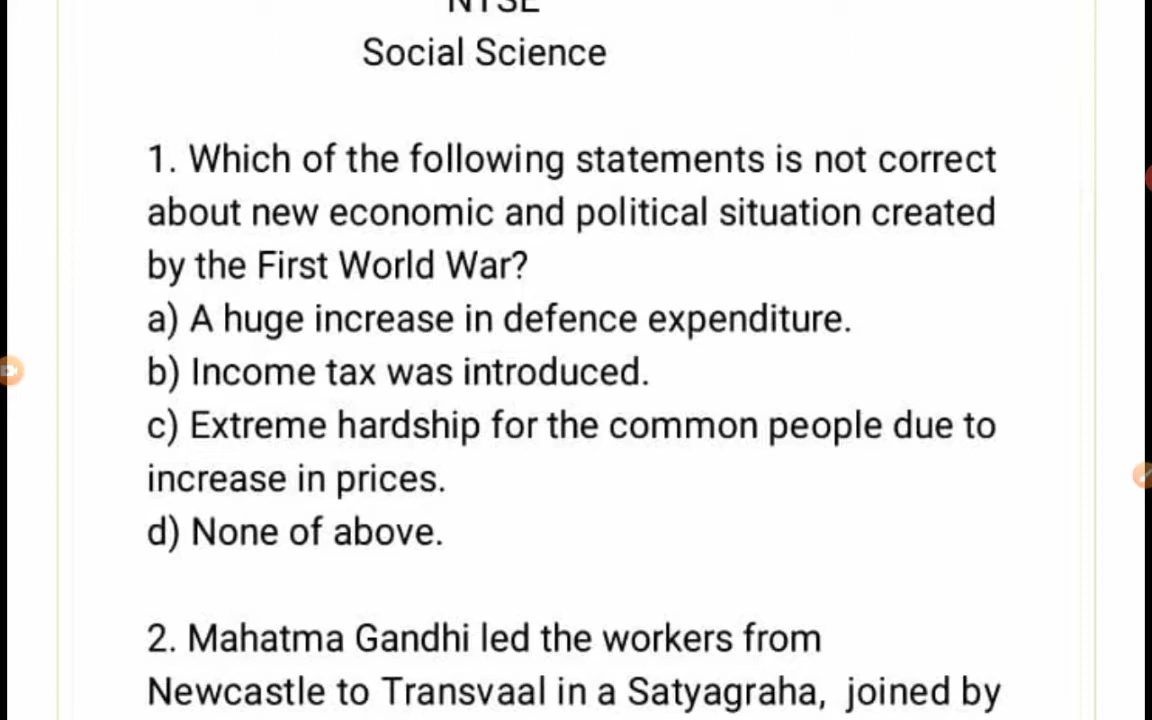 NTSE
Social Science
1. Which of the following statements is not correct
about new economic and political situation created
by the First World War?
a) A huge increase in defence expenditure.
b) Income tax was introduced.
c) Extreme hardship for the common people due to
increase in prices.
d) None of above.
2. Mahatma Gandhi led the workers from
Newcastle to Transvaal in a Satyagraha, joined by